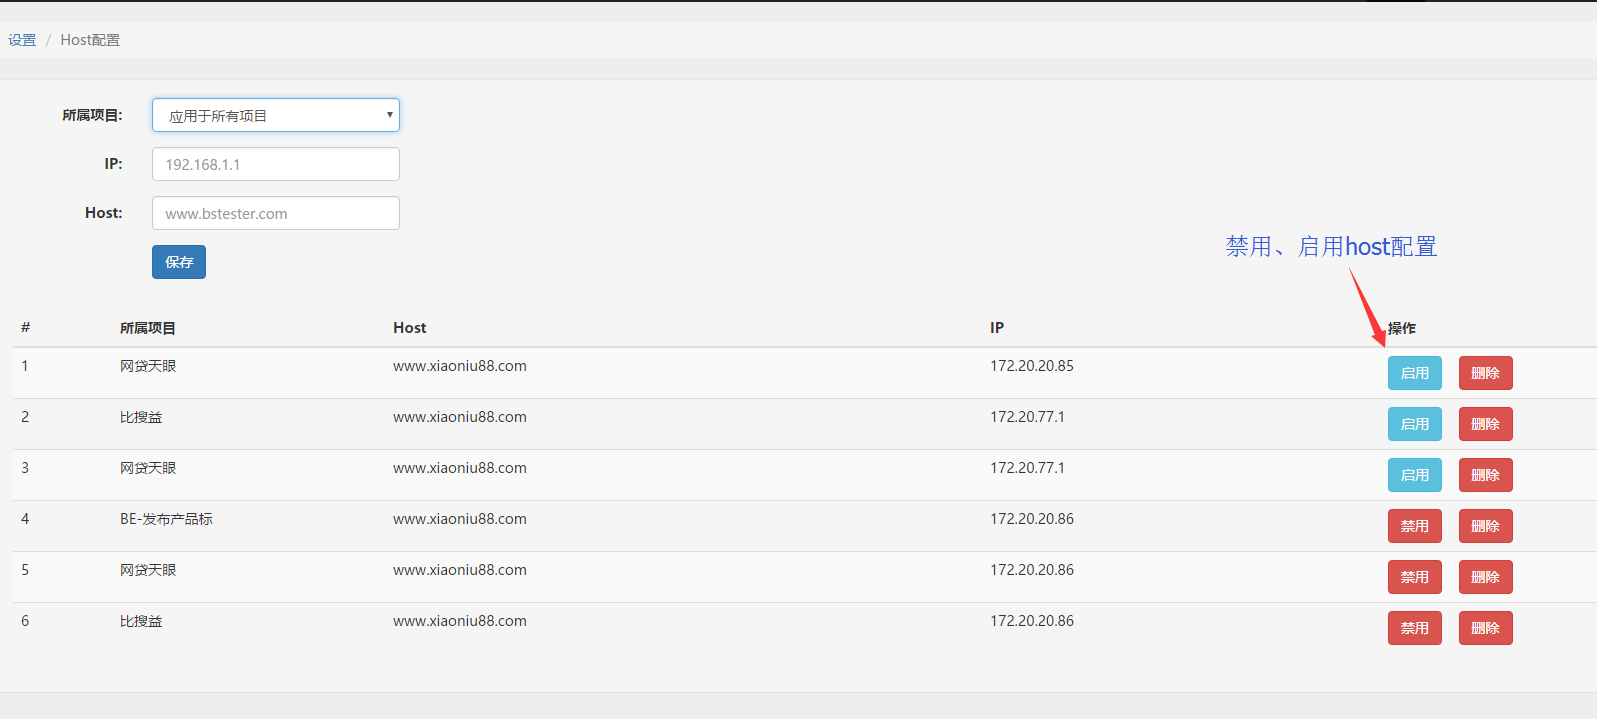 设置 / Host配置
所属项目: 应用于所有项目
IP: 192.168.1.1
Host: www.bstester.com
保存
禁用、启用host配置
# 所属项目 Host IP 操作
1 网贷天眼 www.xiaoniu88.com 172.20.20.85 启用 删除
2 比搜益 www.xiaoniu88.com 172.20.77.1 启用 删除
3 网贷天眼 www.xiaoniu88.com 172.20.77.1 启用 删除
4 BE-发布产品标 www.xiaoniu88.com 172.20.20.86 禁用 删除
5 网贷天眼 www.xiaoniu88.com 172.20.20.86 禁用 删除
6 比搜益 www.xiaoniu88.com 172.20.20.86 禁用 删除